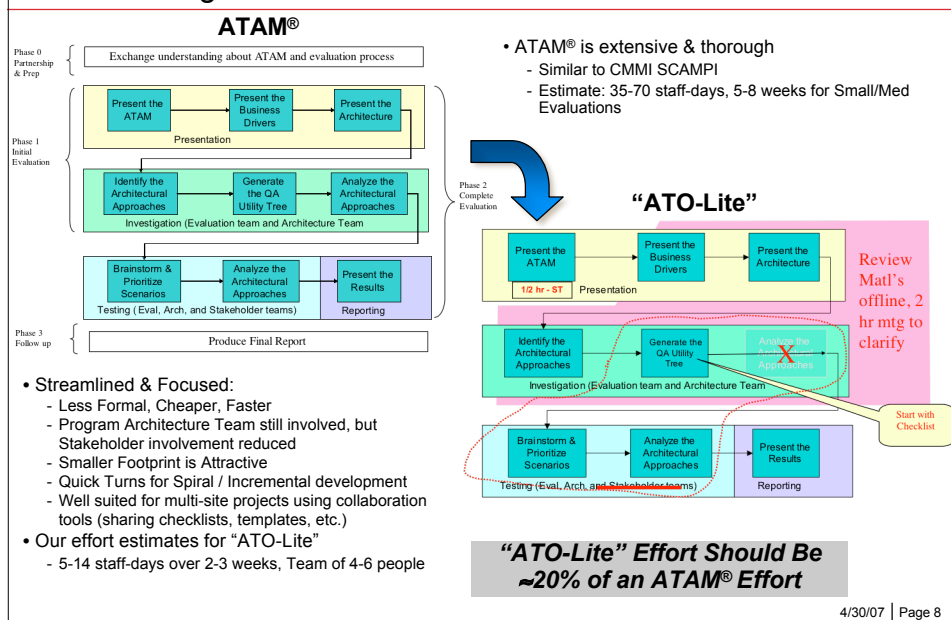 ATAM®
Phase 0
Partnership
& Prep
Exchange understanding about ATAM and evaluation process
Phase 1
Initial
Evaluation
Present the
ATAM
Present the
Business
Drivers
Present the
Architecture
Presentation
Identify the
Architectural
Approaches
Generate
the QA
Utility Tree
Analyze the
Architectural
Approaches
Investigation (Evaluation team and Architecture Team
Phase 2
Complete
Evaluation
Brainstorm &
Prioritize
Scenarios
Analyze the
Architectural
Approaches
Present the
Results
Testing (Eval, Arch, and Stakeholder teams)
Reporting
Phase 3
Follow up
Produce Final Report
• Streamlined & Focused:
- Less Formal, Cheaper, Faster
- Program Architecture Team still involved, but
Stakeholder involvement reduced
- Smaller Footprint is Attractive
- Quick Turns for Spiral / Incremental development
- Well suited for multi-site projects using collaboration
tools (sharing checklists, templates, etc.)
• Our effort estimates for “ATO-Lite”
- 5-14 staff-days over 2-3 weeks, Team of 4-6 people
• ATAM® is extensive & thorough
- Similar to CMMI SCAMPI
- Estimate: 35-70 staff-days, 5-8 weeks for Small/Med
Evaluations
“ATO-Lite”
Present the
ATAM
1/2 hr - ST
Present the
Business
Drivers
Present the
Architecture
Presentation
Review
Matl’s
offline, 2
hr mtg to
clarify
Identify the
Architectural
Approaches
Generate the
QA Utility
Tree
Analyze the
Architectural
Approaches
X
Investigation (Evaluation team and Architecture Team
Start with
Checklist
Brainstorm &
Prioritize
Scenarios
Analyze the
Architectural
Approaches
Present the
Results
Testing (Eval, Arch, and Stakeholder teams)
Reporting
“ATO-Lite” Effort Should Be
≈20% of an ATAM® Effort
4/30/07 | Page 8